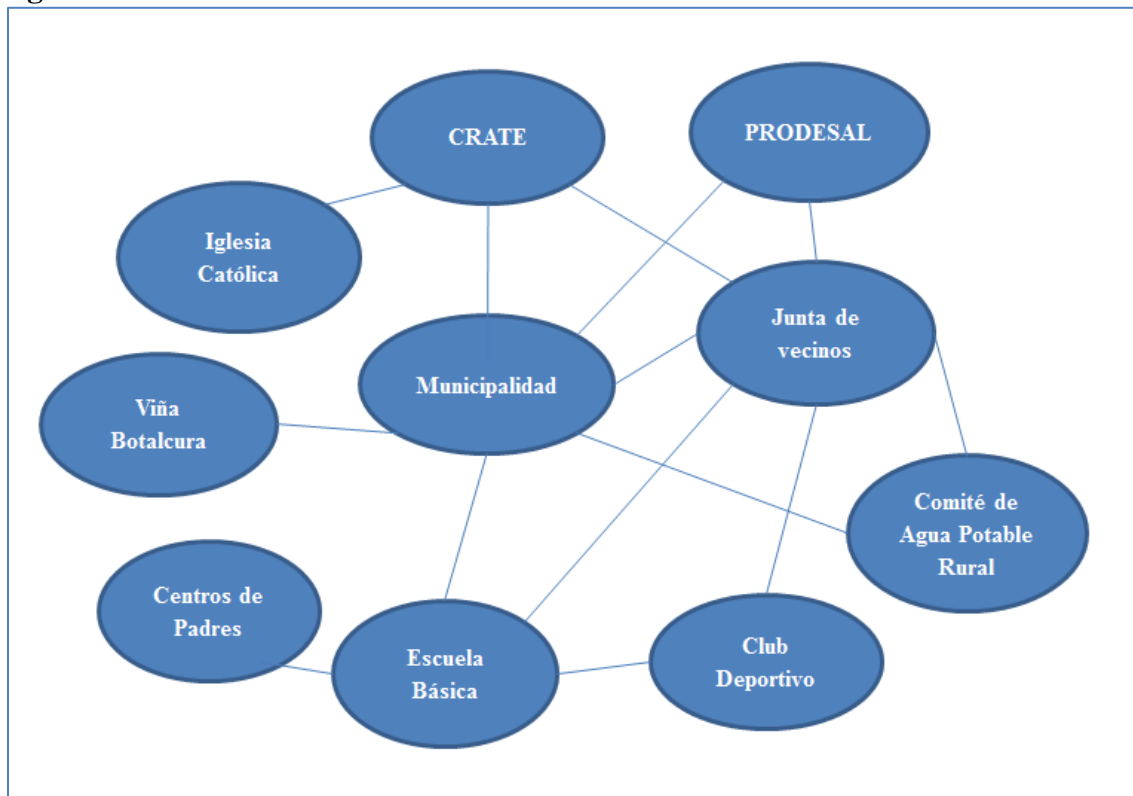 CRATE
PRODESAL
Iglesia
Católica
Junta de
vecinos
Municipalidad
Viña
Botalcura
Comité de
Agua Potable
Rural
Centros de
Padres
Escuela
Básica
Club
Deportivo